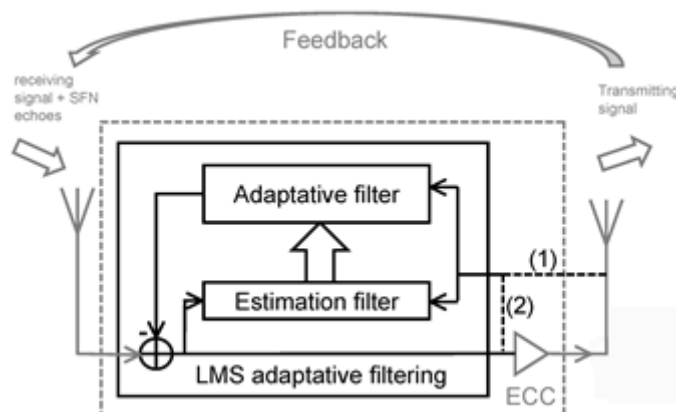 Feedback
receiving
signal + SFN
echoes
Transmitting
signal
Adaptative filter
(1)
Estimation filter
(2)
-
LMS adaptative filtering
ECC